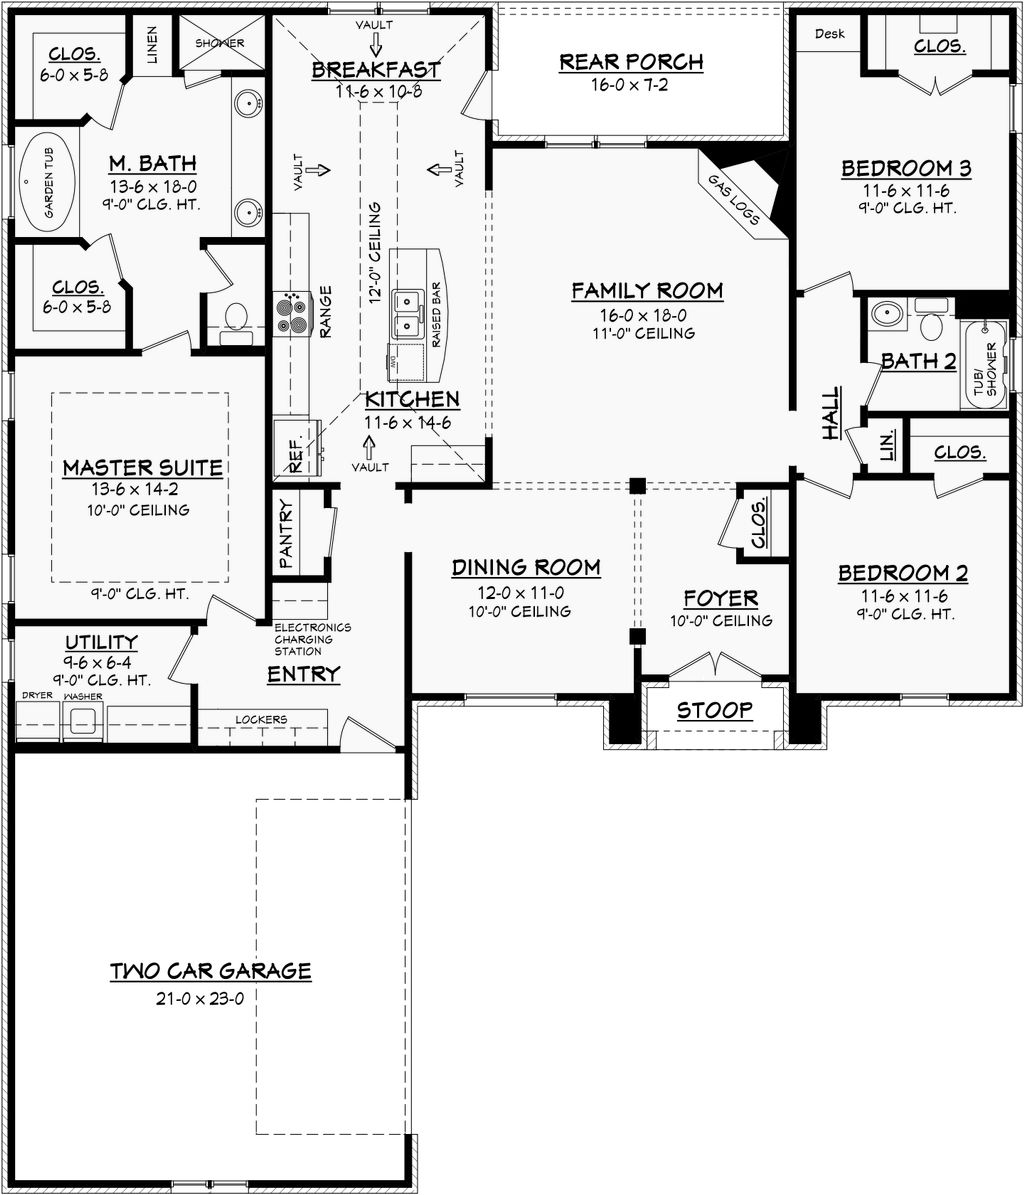 CLOS.
6-0 x 5-8
LINEN
SHOWER
VAULT
BREAKFAST
11-6 x 10-8
REAR PORCH
16-0 x 7-2
Desk
CLOS.
GARDEN TUB
M. BATH
13-6 x 18-0
9'-0" CLG. HT.
VAULT
VAULT
GAS LOGS
BEDROOM 3
11-6 x 11-6
9'-0" CLG. HT.
CLOS.
6-0 x 5-8
12'-0" CEILING
RANGE
RAISED BAR
DW
FAMILY ROOM
16-0 x 18-0
11'-0" CEILING
BATH 2
TUB/
SHOWER
KITCHEN
11-6 x 14-6
HALL
LIN.
CLOS.
REF.
VAULT
MASTER SUITE
13-6 x 14-2
10'-0" CEILING
9'-0" CLG. HT.
PANTRY
CLOS.
DINING ROOM
12-0 x 11-0
10'-0" CEILING
FOYER
10'-0" CEILING
BEDROOM 2
11-6 x 11-6
9'-0" CLG. HT.
ELECTRONICS
CHARGING
STATION
UTILITY
9-6 x 6-4
9'-0" CLG. HT.
DRYER
WASHER
ENTRY
LOCKERS
STOOP
TWO CAR GARAGE
21-0 x 23-0